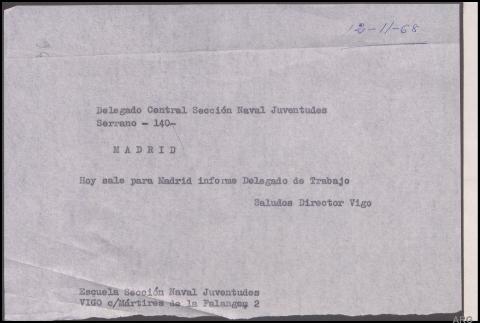 12-11-68
Delegado Central Sección Naval Juventudes
Serrano - 140-
M A D R I D
Hoy sale para Madrid informe Delegado de Trabajo
Saludos Director Vigo
Escuela Sección Naval Juventudes
VIGO c/Mártires de la Falange, 2